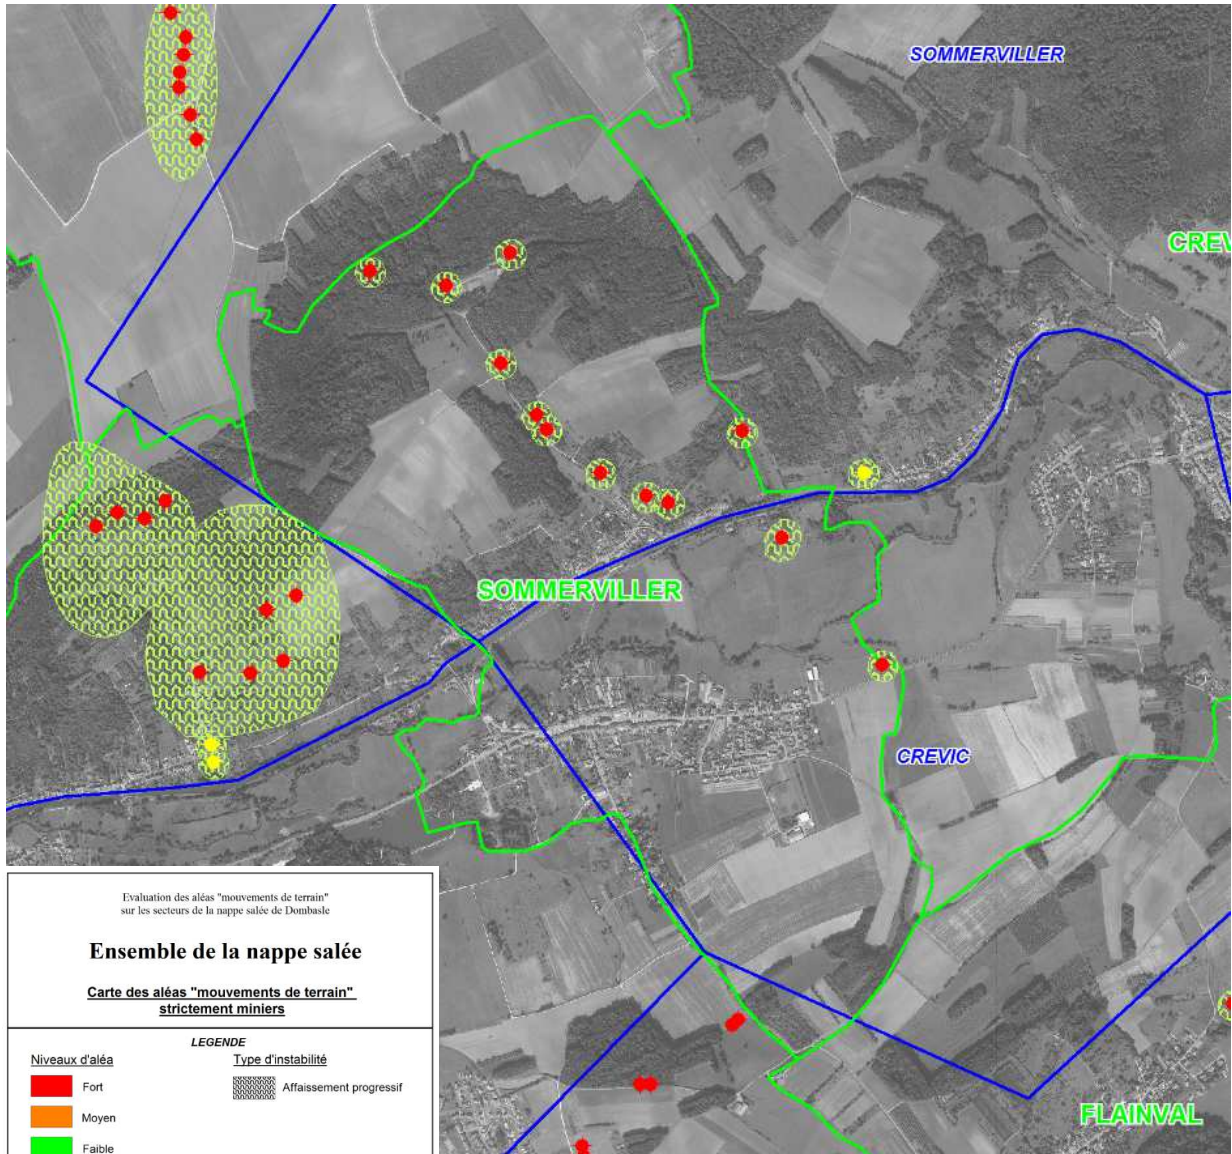 SOMMERVILLER
CREV
SOMMERVILLER
CREVIC
FLAINVAL
Evaluation des aléas "mouvements de terrain"
sur les secteurs de la nappe salée de Dombasle
Ensemble de la nappe salée
Carte des aléas "mouvements de terrain"
strictement miniers
LEGENDE
Niveaux d'aléa
Type d'instabilité
Fort
Affaissement progressif
Moyen
Faible